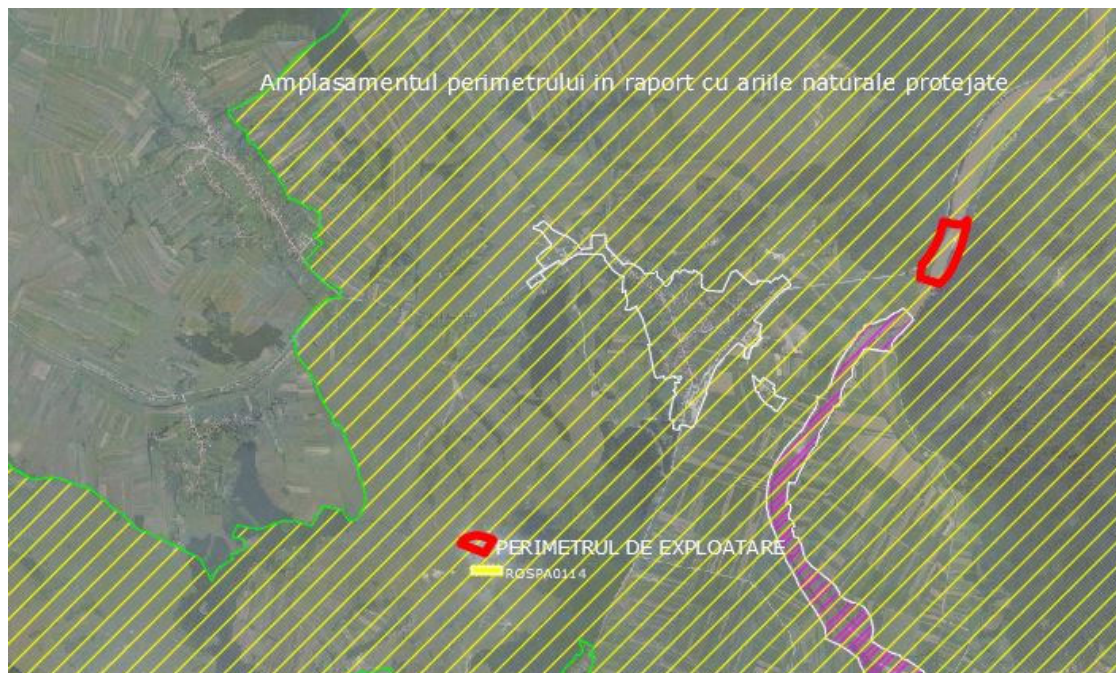 Amplasamentul perimetrului in raport cu ariile naturale protejate
PERIMETRUL DE EXPLOATARE
ROSPA0114